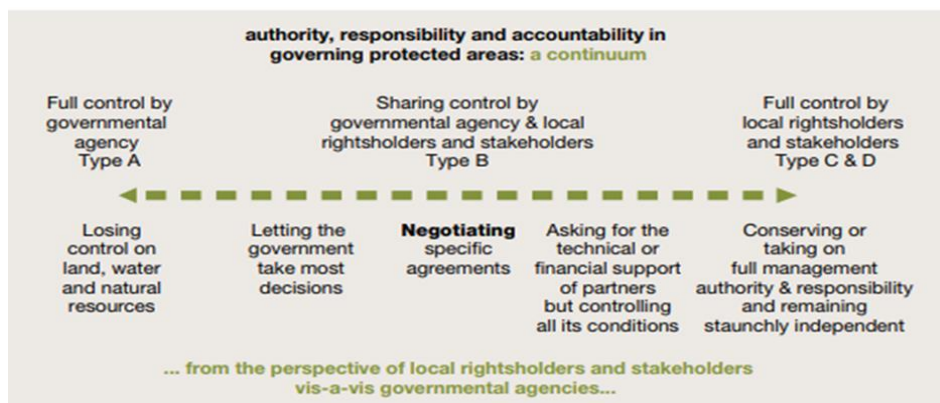 authority, responsibility and accountability in
governing protected areas: a continuum
Full control by
governmental
agency
Type A
Sharing control by
governmental agency & local
rightsholders and stakeholders
Type B
Full control by
local rightsholders
and stakeholders
Type C & D
Losing
control on
land, water
and natural
resources
Letting the
government
take most
decisions
Negotiating
specific
agreements
Asking for the
technical or
financial support
of partners
but controlling
all its conditions
Conserving or
taking on
full management
authority & responsibility
and remaining
staunchly independent
... from the perspective of local rightsholders and stakeholders
vis-a-vis governmental agencies...